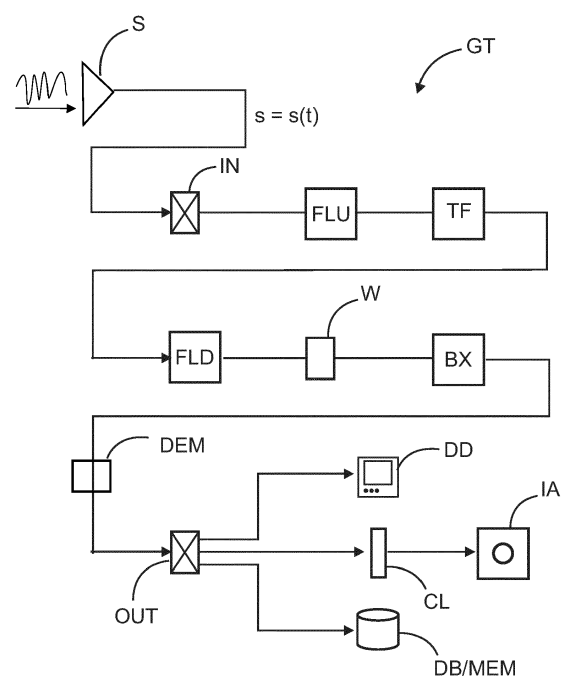 S
GT
s = s(t)
IN
FLU
TF
W
FLD
BX
DEM
DD
IA
OUT
CL
DB/MEM